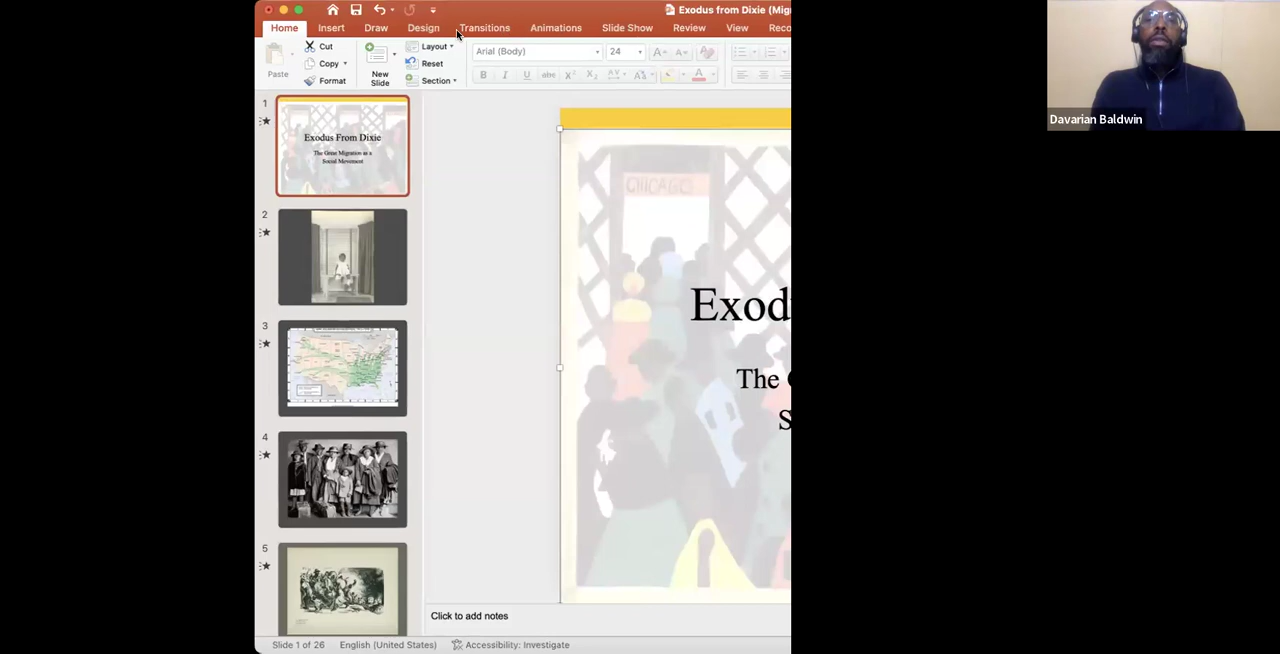 Exodus from Dixie (Mig
Home Insert Draw Design Transitions Animations Slide Show Review View Reco
Paste
Cut
Copy
Format
New
Slide
Layout
Reset
Section
Arial (Body) 24
1
Exodus From Dixie
The Great Migration as a
Social Movement
2
3
4
5
CHICAGO
Exod
The
S
Click to add notes
Slide 1 of 26 English (United States) Accessibility: Investigate
Davarian Baldwin